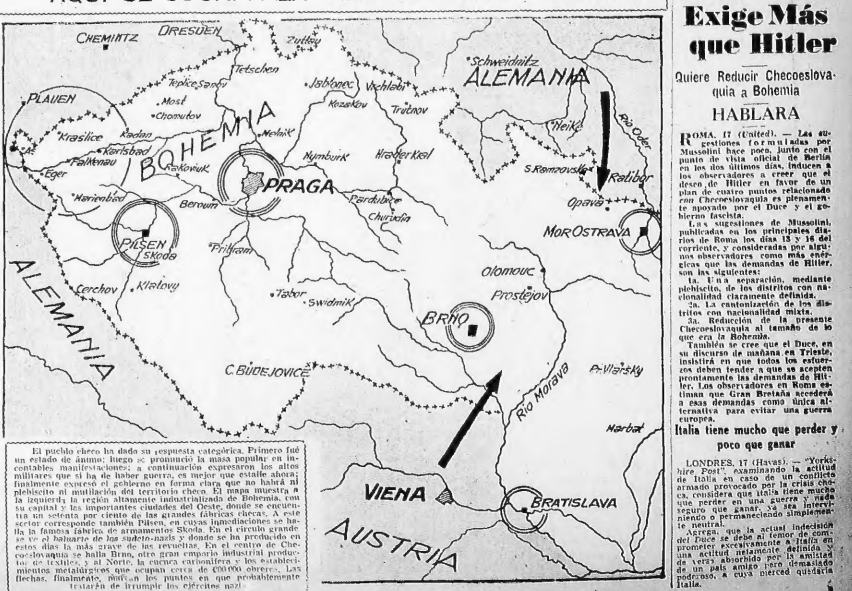 CHEMINTZ
DRESDEN
Zuttau
Schweidnitz
Tetschen
ALEMANIA
Teplice Sanov
Jablonec
Vrchlabi
PLAUEN
Most
Chomutov
Kozakov
Trutnov
Rio Oder
Neike
BOHEMIA
Kraslice
Kadan
Melnik
Karlsbad
Falkenau
Rakoviuk
Nymburk
Hrader Kral
S. Ramzovska
Ratibor
Eger
PRAGA
Marienbad
Beroum
Pardubice
Opava
Chrudin
PILSEN
Skoda
MOR OSTRAVA
Pribram
Olomouc
ALEMANIA
Cerchov
Klatovy
Tabor
Swidmik
Prostejov
BRNO
C. BUDEJOVICE
Rio Morava
Pr. Vlarsky
Marbat
VIENA
BRATISLAVA
AUSTRIA
El pueblo checo ha dado su respuesta categórica. Primero fué
un estado de ánimo; luego se pronunció la masa popular en in-
contables manifestaciones; a continuación expresaron los altos
militares que si ha de haber guerra, es mejor que estalle ahora;
finalmente expresó el gobierno en forma clara que no habrá ni
plebiscito ni mutilación del territorio checo. El mapa muestra a
la izquierda la región altamente industrializada de Bohemia, con
su capital y las importantes ciudades del Oeste, donde se encuen-
tra un setenta por ciento de las grandes fábricas checas. A este
sector corresponde también Pilsen, en cuyas inmediaciones se ha-
lla la famosa fábrica de armamentos Skoda. En el círculo grande
se ve el baluarte de los sudeto-nazis y donde se ha producido en
estos días la más grave de las revueltas. En el centro de Che-
coeslovaquia se halla Brno, otro gran emporio industrial produc-
tor de textiles, y al Norte, la cuenca carbonífera y los estableci-
mientos metalúrgicos que ocupan cerca de obreros. Las
flechas, finalmente, marcan los puntos en que probablemente
tratarán de irrumpir los ejércitos nazi
Exige Más
que Hitler
Quiere Reducir Checoeslova-
quia a Bohemia
HABLARA
ROMA, 17 (United). — Las su-
gestiones formuladas por
Mussolini hace poco, junto con el
punto de vista oficial de Berlín
en los dos últimos días, inducen a
los observadores a creer que el
deseo de Hitler en favor de un
plan de cuatro puntos relacionado
con Checoeslovaquia es plenamen-
te apoyado por el Duce y el go-
bierno fascista.
Las sugestiones de Mussolini,
publicadas en los principales dia-
rios de Roma los días 13 y 16 del
corriente, y consideradas por algu-
nos observadores como más enér-
gicas que las demandas de Hitler,
son las siguientes:
1a. Una separación, mediante
plebiscito, de los distritos con na-
cionalidad claramente definida.
2a. La cantonización de los dis-
tritos con nacionalidad mixta.
3a. Reducción de la presente
Checoeslovaquia al tamaño de lo
que era la Bohemia.
También se cree que el Duce, en
su discurso de mañana en Trieste,
insistirá en que todos los esfuer-
zos deben tender a que se acepten
prontamente las demandas de Hit-
ler. Los observadores en Roma es-
timan que Gran Bretaña accederá
a esas demandas como única al-
ternativa para evitar una guerra
europea.
Italia tiene mucho que perder y
poco que ganar
LONDRES, 17 (Havas). — "Yorks-
hire Post", examinando la actitud
de Italia en caso de un conflicto
armado provocado por la crisis che-
ca, considera que Italia tiene mucho
que perder en una guerra y nada
seguro que ganar, ya sea intervi-
niendo o permaneciendo simplemen-
te neutral.
Agrega, que la actual indecisión
del Duce se debe al temor de com-
prometer excesivamente a Italia en
una actitud netamente definida y
de verse absorbido por la amistad
de un país amigo pero demasiado
poderoso, a cuya merced quedaría
Italia.